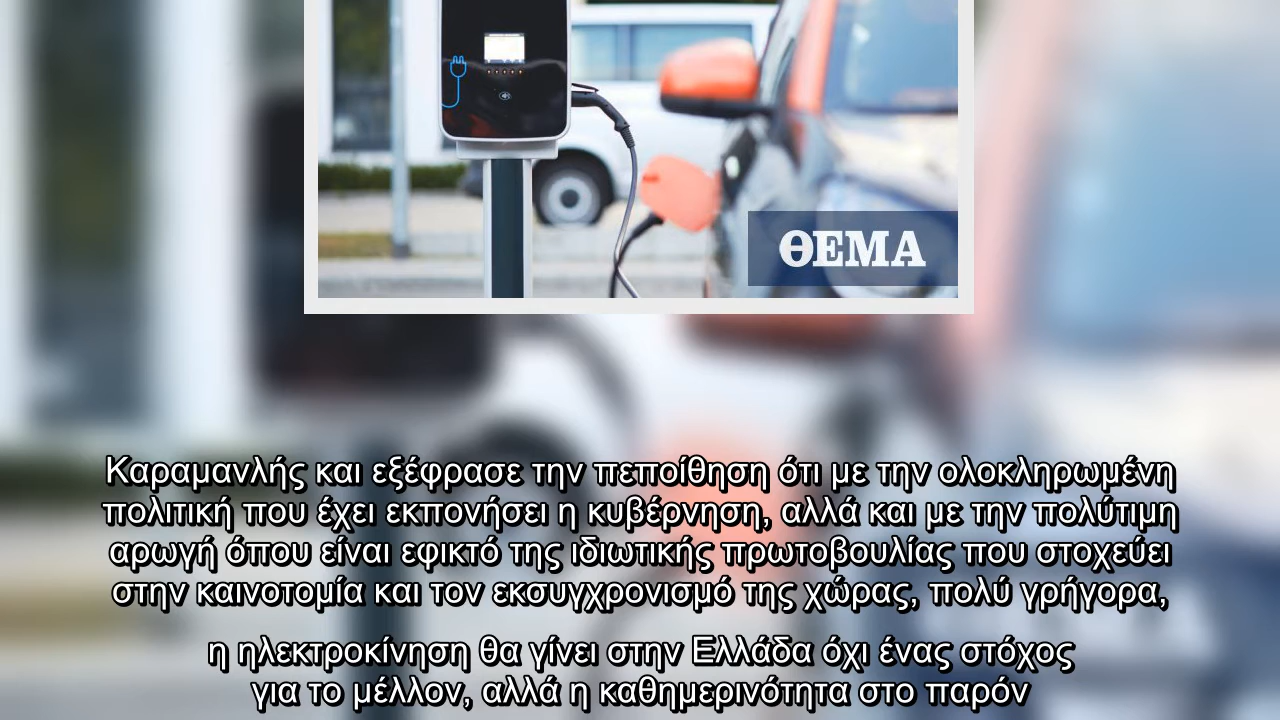 ΘΕΜΑ
Καραμανλής και εξέφρασε την πεποίθηση ότι με την ολοκληρωμένη
πολιτική που έχει εκπονήσει η κυβέρνηση, αλλά και με την πολύτιμη
αρωγή όπου είναι εφικτό της ιδιωτικής πρωτοβουλίας που στοχεύει
στην καινοτομία και τον εκσυγχρονισμό της χώρας, πολύ γρήγορα,
η ηλεκτροκίνηση θα γίνει στην Ελλάδα όχι ένας στόχος
για το μέλλον, αλλά η καθημερινότητα στο παρόν